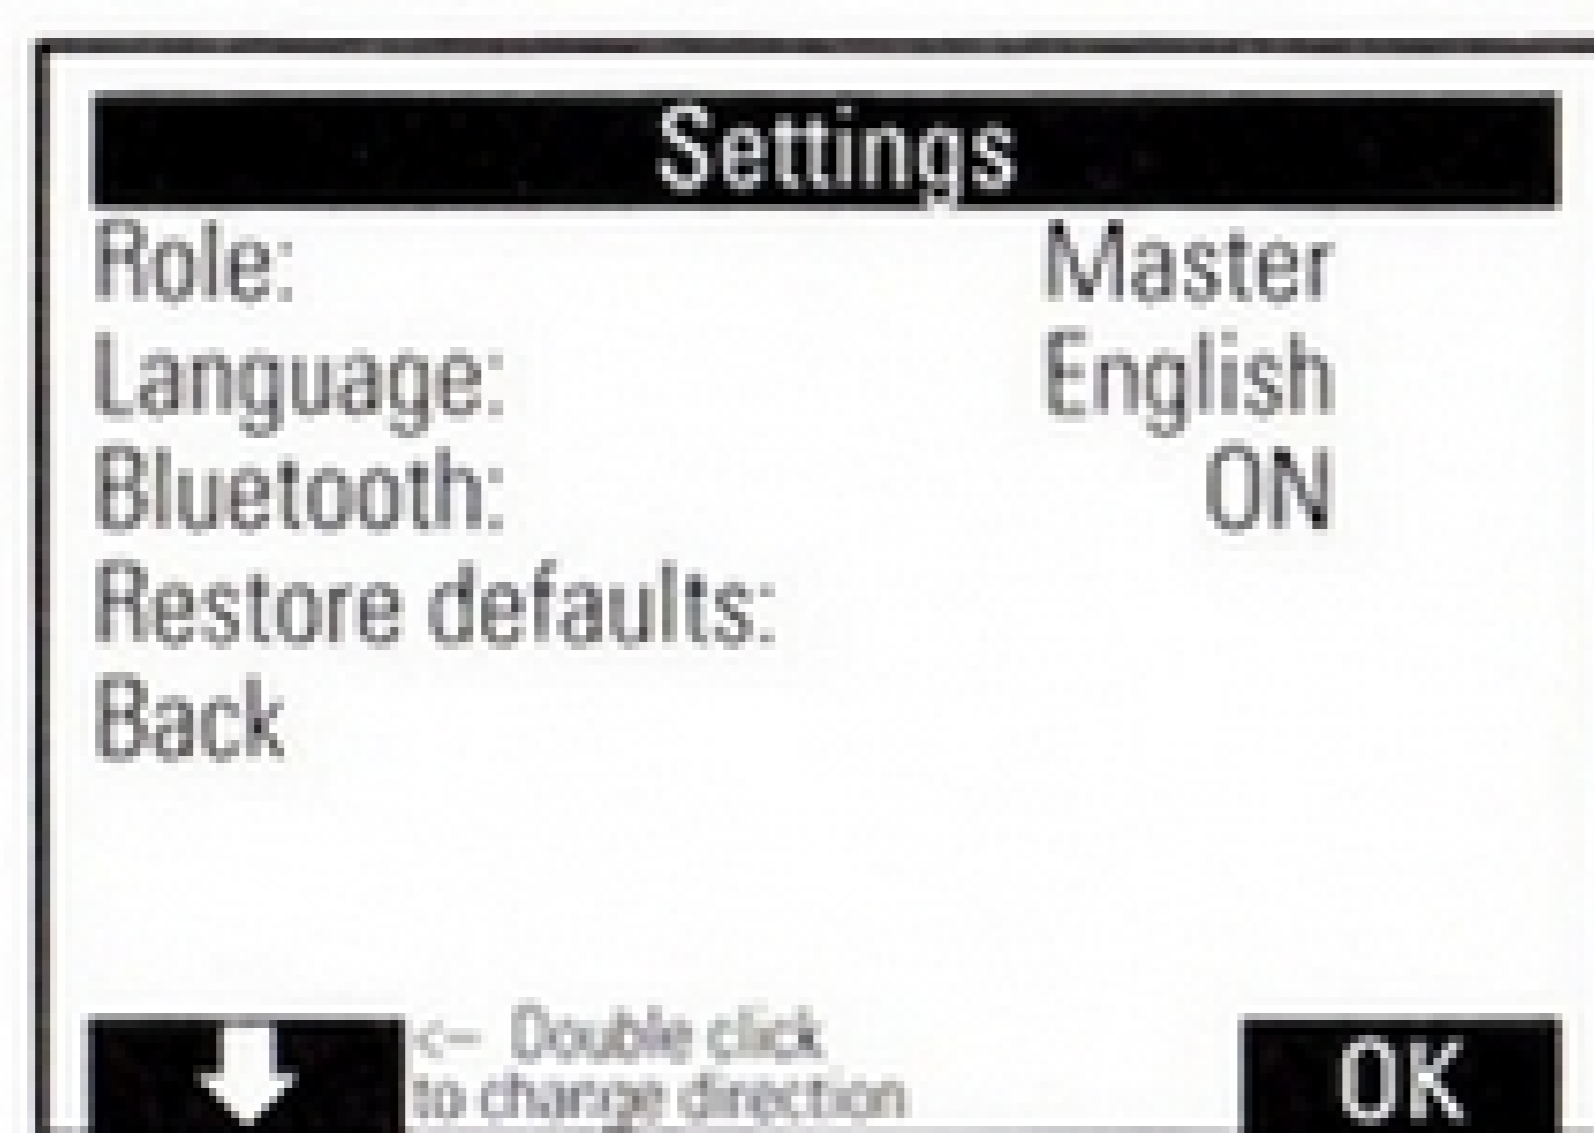 Settings
Role: Master
Language: English
Bluetooth: ON
Restore defaults:
Back
<-- Double click
to change direction
OK